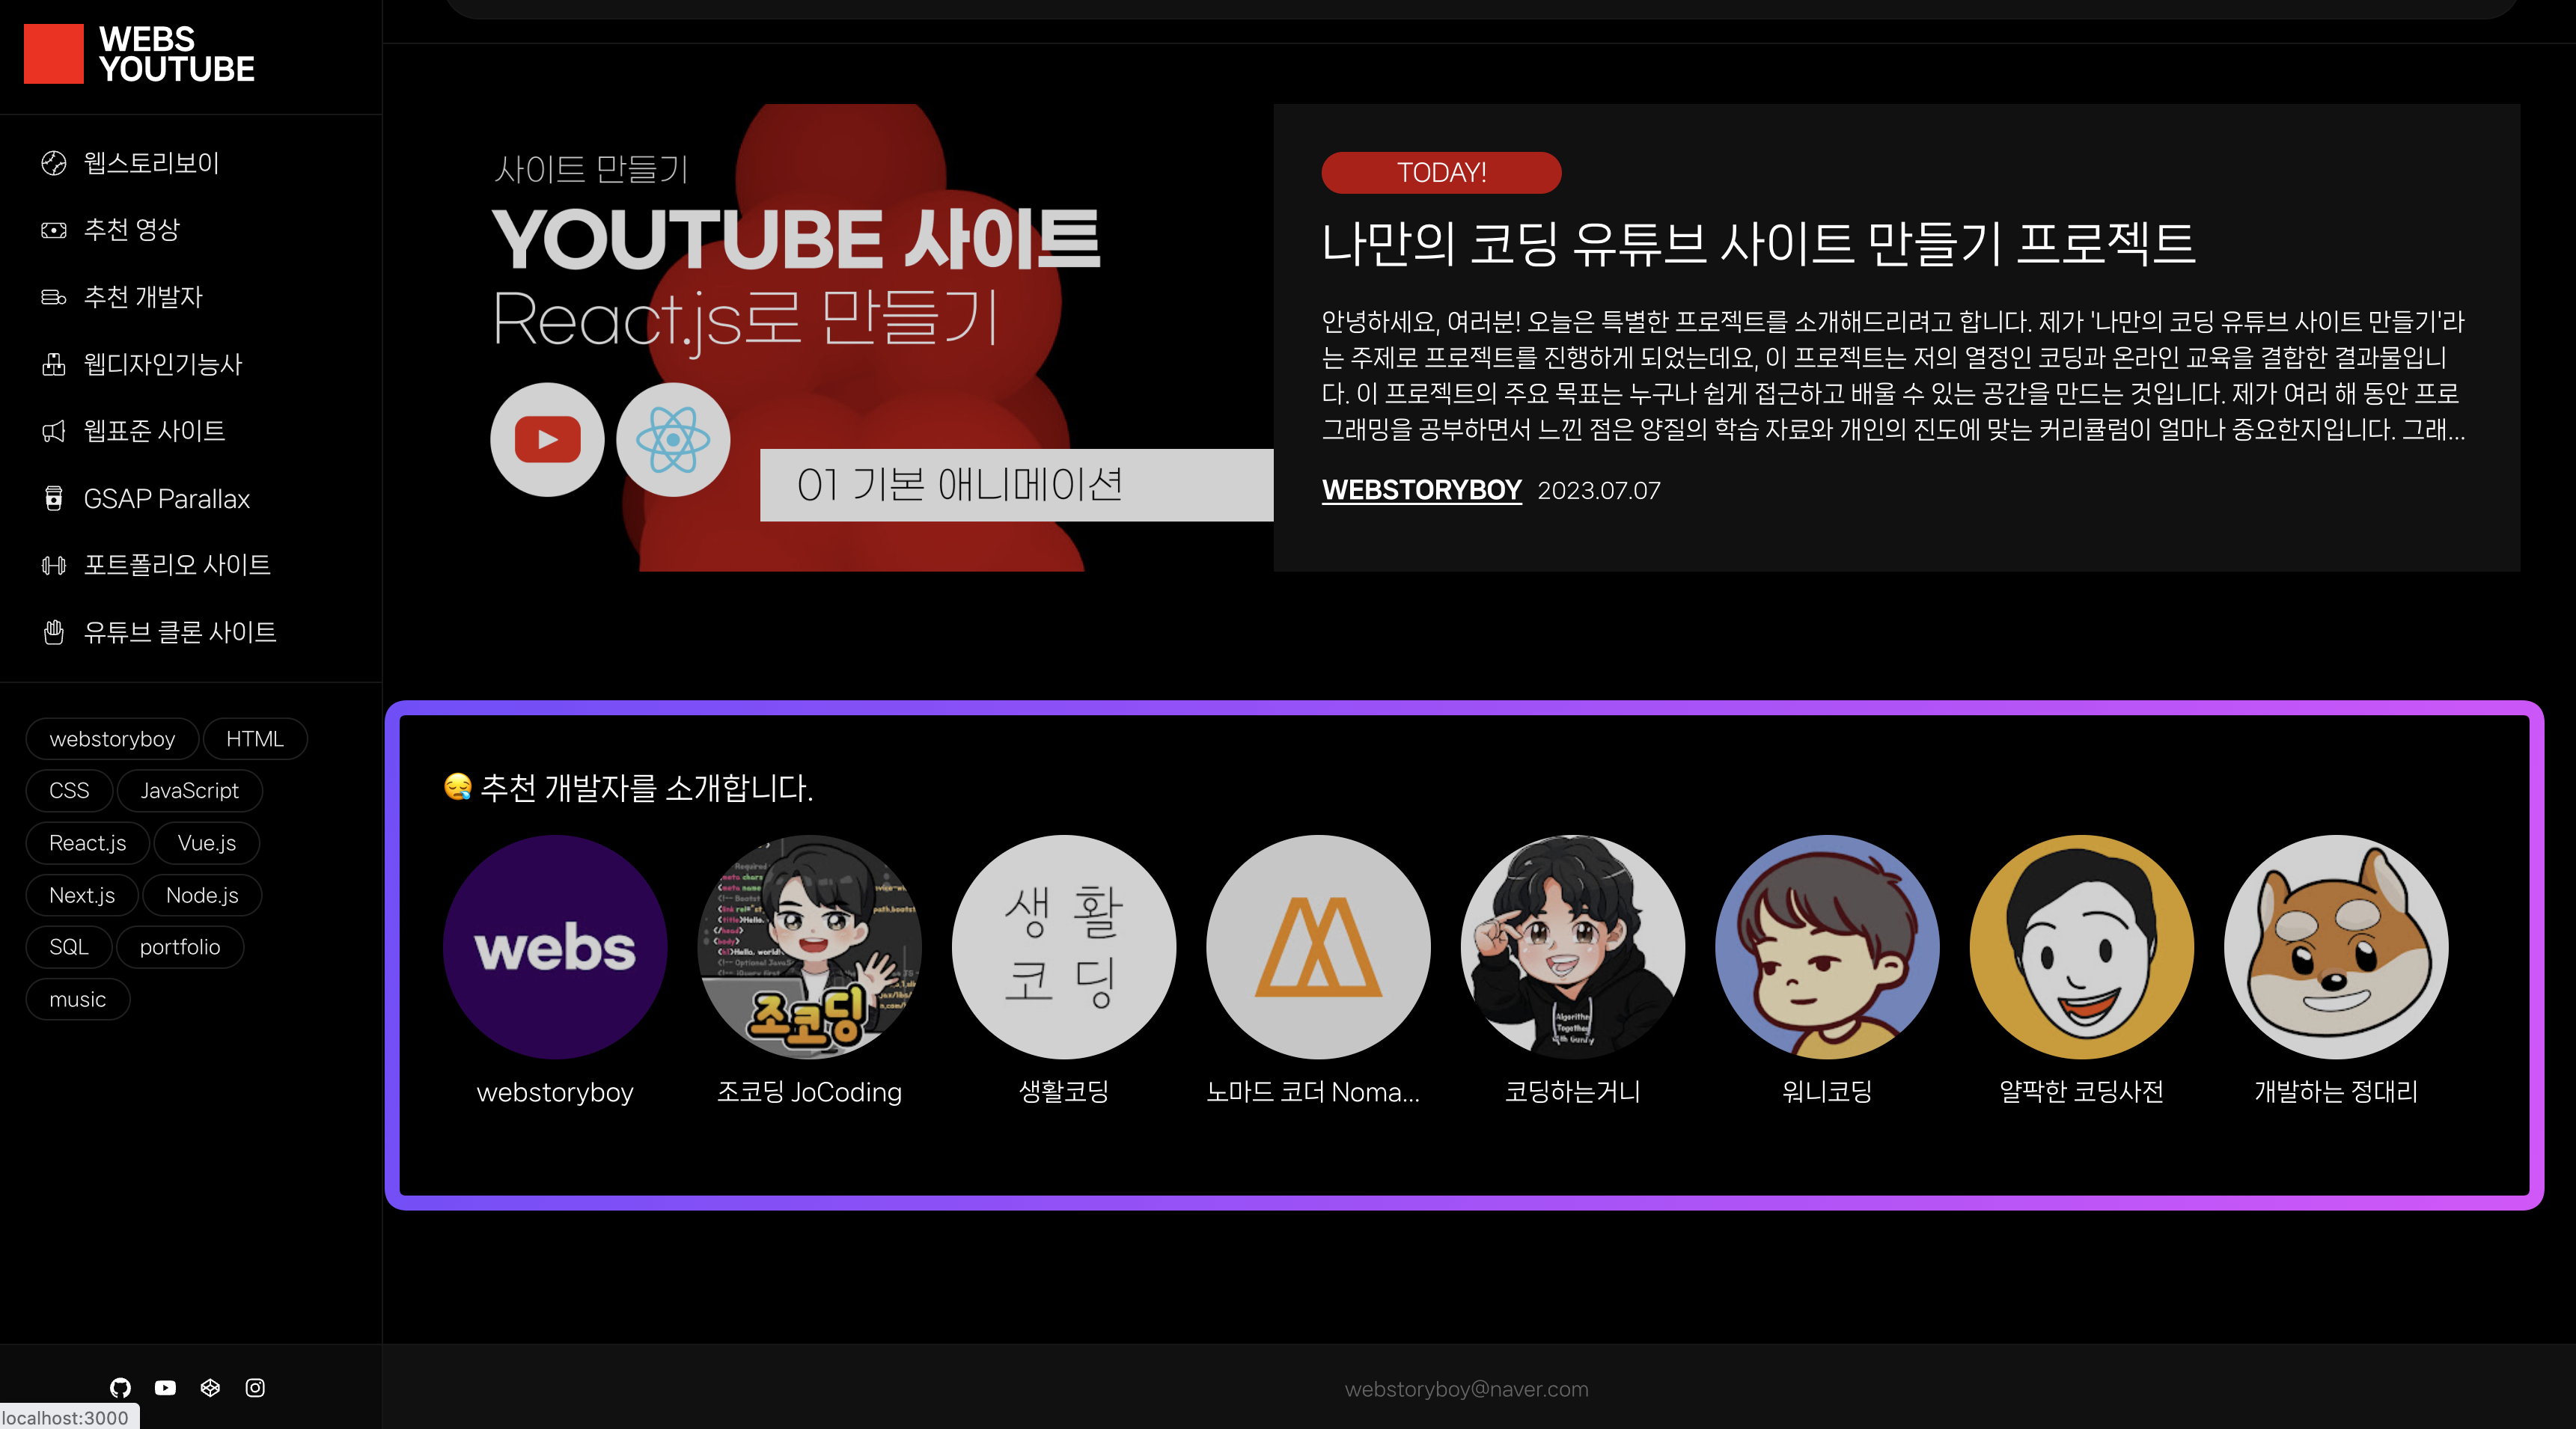 WEBS
YOUTUBE
웹스토리보이
추천 영상
추천 개발자
웹디자인기능사
웹표준 사이트
GSAP Parallax
포트폴리오 사이트
유튜브 클론 사이트
webstoryboy HTML
CSS JavaScript
React.js Vue.js
Next.js Node.js
SQL portfolio
music
localhost:3000
사이트 만들기
YOUTUBE 사이트
React.js로 만들기
01 기본 애니메이션
TODAY!
나만의 코딩 유튜브 사이트 만들기 프로젝트
안녕하세요, 여러분! 오늘은 특별한 프로젝트를 소개해드리려고 합니다. 제가 '나만의 코딩 유튜브 사이트 만들기'라
는 주제로 프로젝트를 진행하게 되었는데요, 이 프로젝트는 저의 열정인 코딩과 온라인 교육을 결합한 결과물입니
다. 이 프로젝트의 주요 목표는 누구나 쉽게 접근하고 배울 수 있는 공간을 만드는 것입니다. 제가 여러 해 동안 프로
그래밍을 공부하면서 느낀 점은 양질의 학습 자료와 개인의 진도에 맞는 커리큘럼이 얼마나 중요한지입니다. 그래...
WEBSTORYBOY 2023.07.07
😪 추천 개발자를 소개합니다.
webs
조코딩
생활
코딩
Algorithm
Together
with Gunny
webstoryboy
조코딩 JoCoding
생활코딩
노마드 코더 Noma...
코딩하는거니
워니코딩
얄팍한 코딩사전
개발하는 정대리
webstoryboy@naver.com